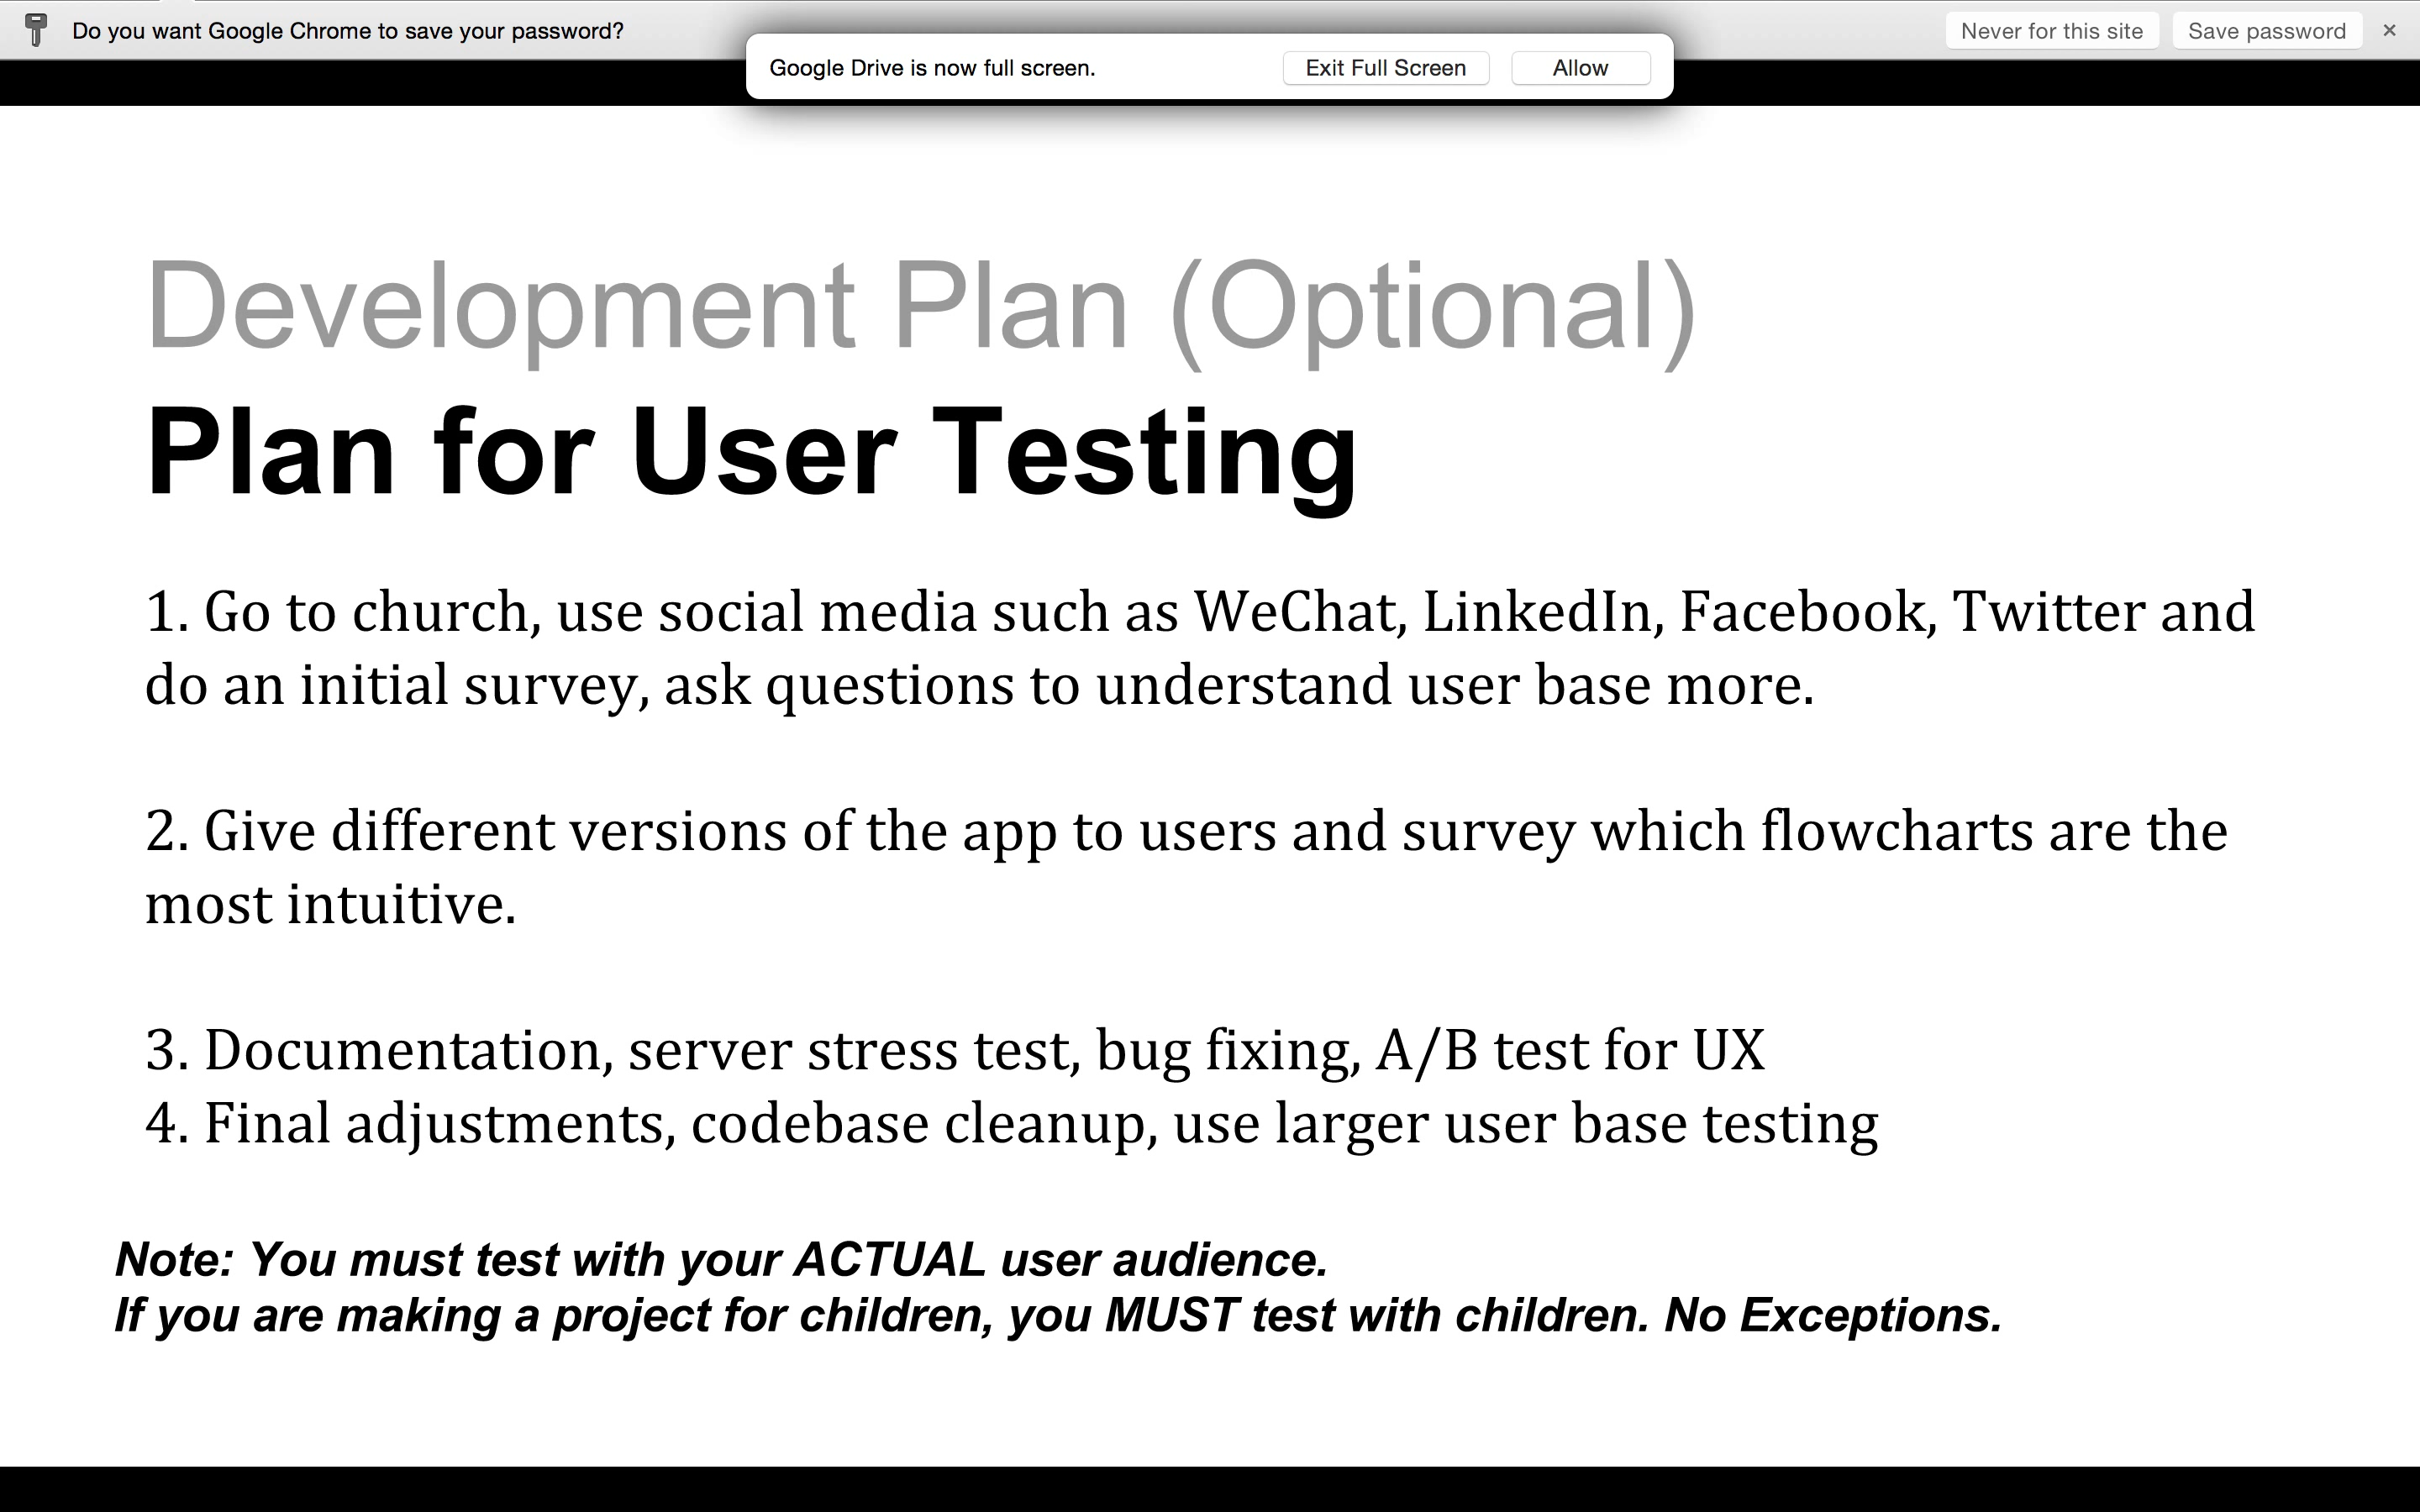 Do you want Google Chrome to save your password?
Never for this site
Save password
×
Google Drive is now full screen.
Exit Full Screen
Allow
Development Plan (Optional)
Plan for User Testing
1. Go to church, use social media such as WeChat, LinkedIn, Facebook, Twitter and
do an initial survey, ask questions to understand user base more.
2. Give different versions of the app to users and survey which flowcharts are the
most intuitive.
3. Documentation, server stress test, bug fixing, A/B test for UX
4. Final adjustments, codebase cleanup, use larger user base testing
Note: You must test with your ACTUAL user audience.
If you are making a project for children, you MUST test with children. No Exceptions.